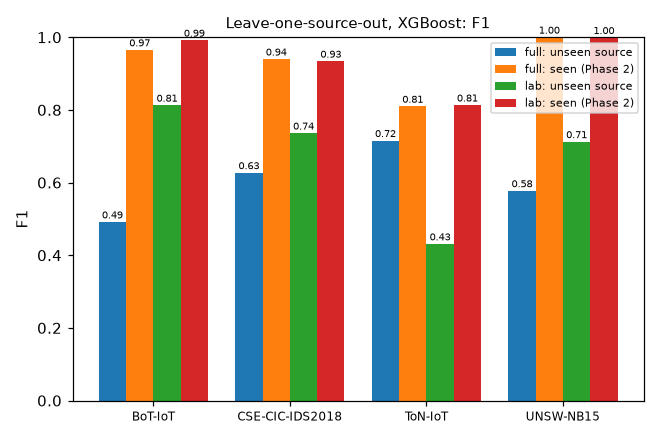 Leave-one-source-out, XGBoost: F1
full: unseen source
full: seen (Phase 2)
lab: unseen source
lab: seen (Phase 2)
F1
1.0
0.8
0.6
0.4
0.2
0.0
0.49
0.97
0.81
0.99
0.63
0.94
0.74
0.93
0.72
0.81
0.43
0.81
0.58
1.00
0.71
1.00
BoT-IoT
CSE-CIC-IDS2018
ToN-IoT
UNSW-NB15